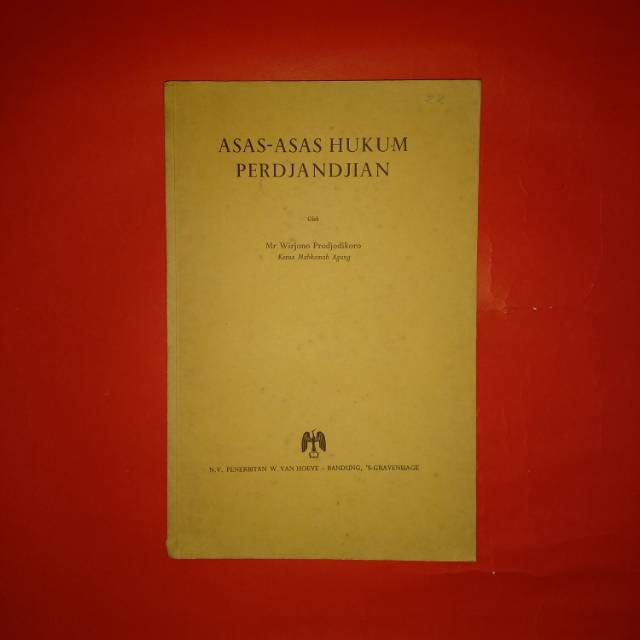 ASAS-ASAS HUKUM
PERDJANDJIAN
Oleh
Mr Wirjono Prodjodikoro
Ketua Mahkamah Agung
N.V. PENERBITAN W. VAN HOEVE - BANDUNG, 'S-GRAVENHAGE